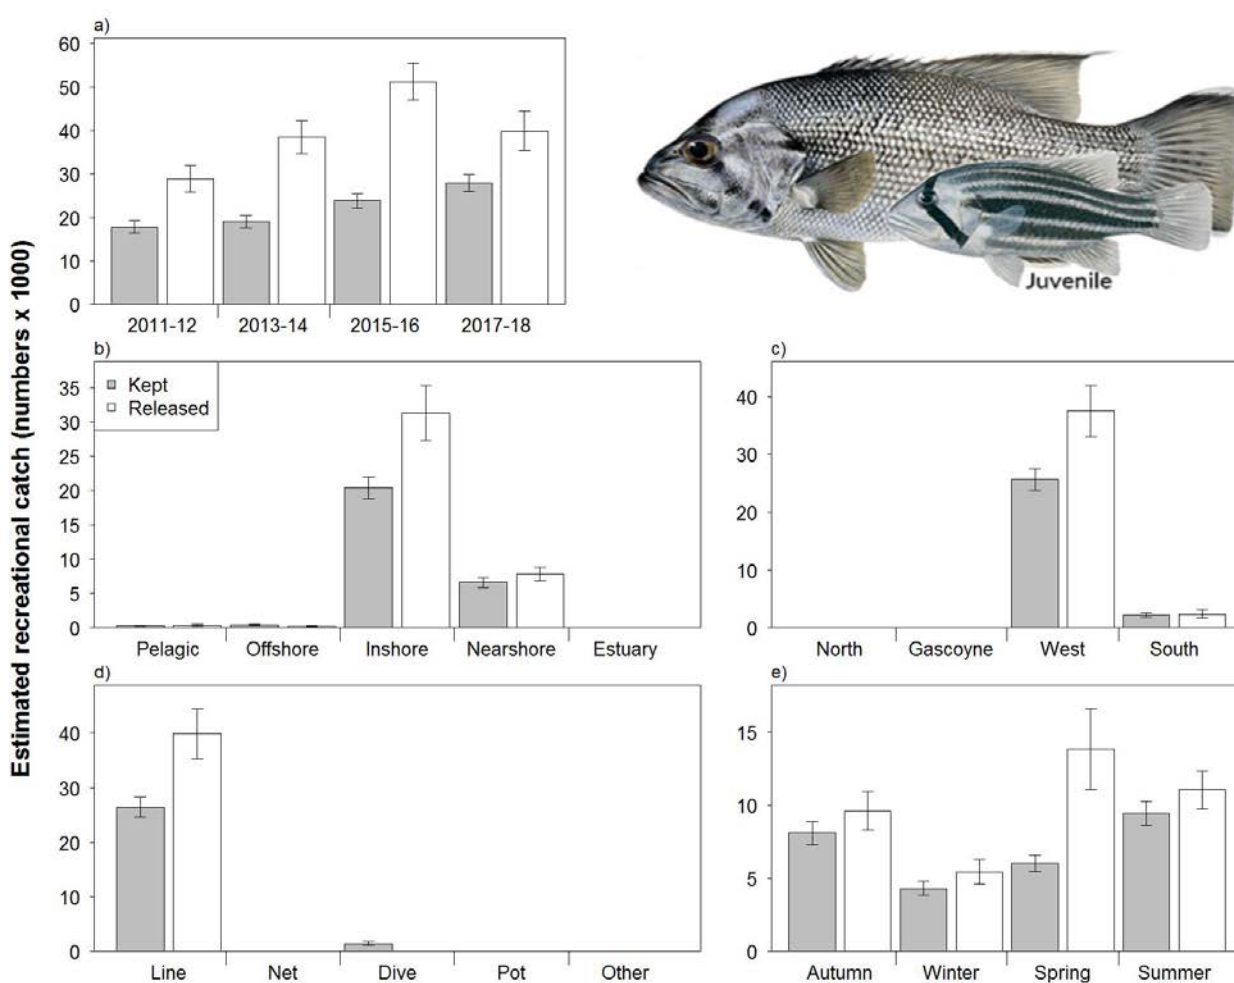 Estimated recreational catch (numbers x 1000)
a)
60
50
40
30
20
10
0
2011-12 2013-14 2015-16 2017-18
Juvenile
b)
Kept
Released
35
30
25
20
15
10
5
0
Pelagic Offshore Inshore Nearshore Estuary
c)
40
30
20
10
0
North Gascoyne West South
d)
40
30
20
10
0
Line Net Dive Pot Other
e)
15
10
5
0
Autumn Winter Spring Summer